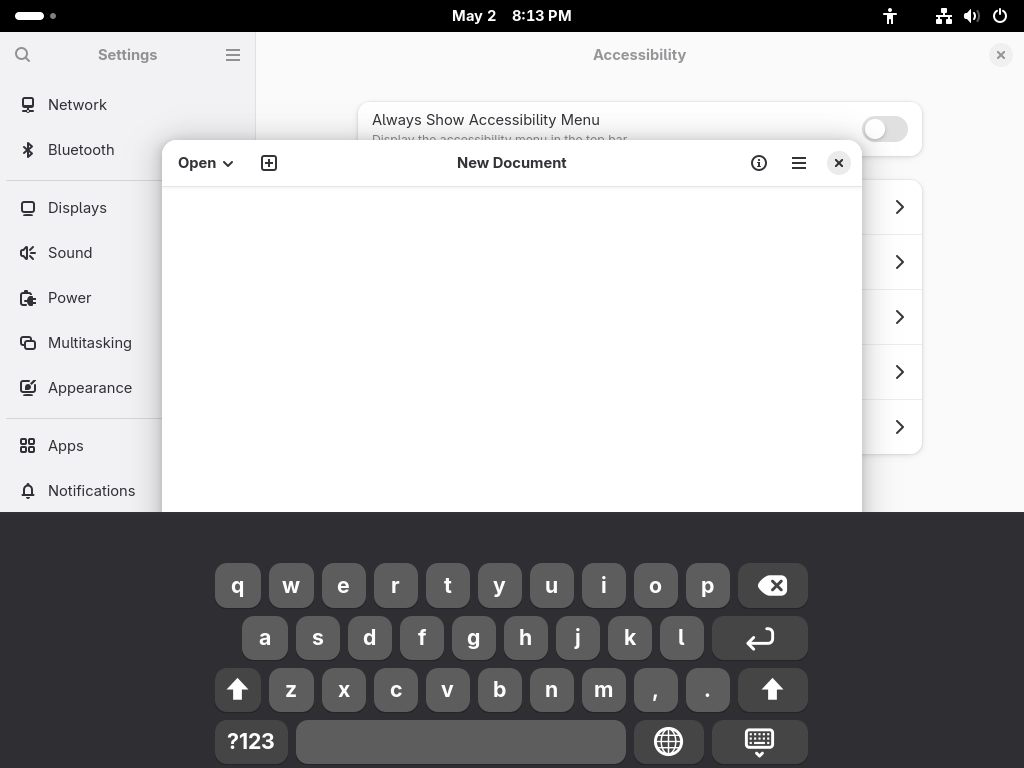 May 2 8:13 PM
Settings
Accessibility
Network
Bluetooth
Displays
Sound
Power
Multitasking
Appearance
Apps
Notifications
Always Show Accessibility Menu
Display the accessibility menu in the top bar
Open
New Document
q w e r t y u i o p
a s d f g h j k l
z x c v b n m , .
?123